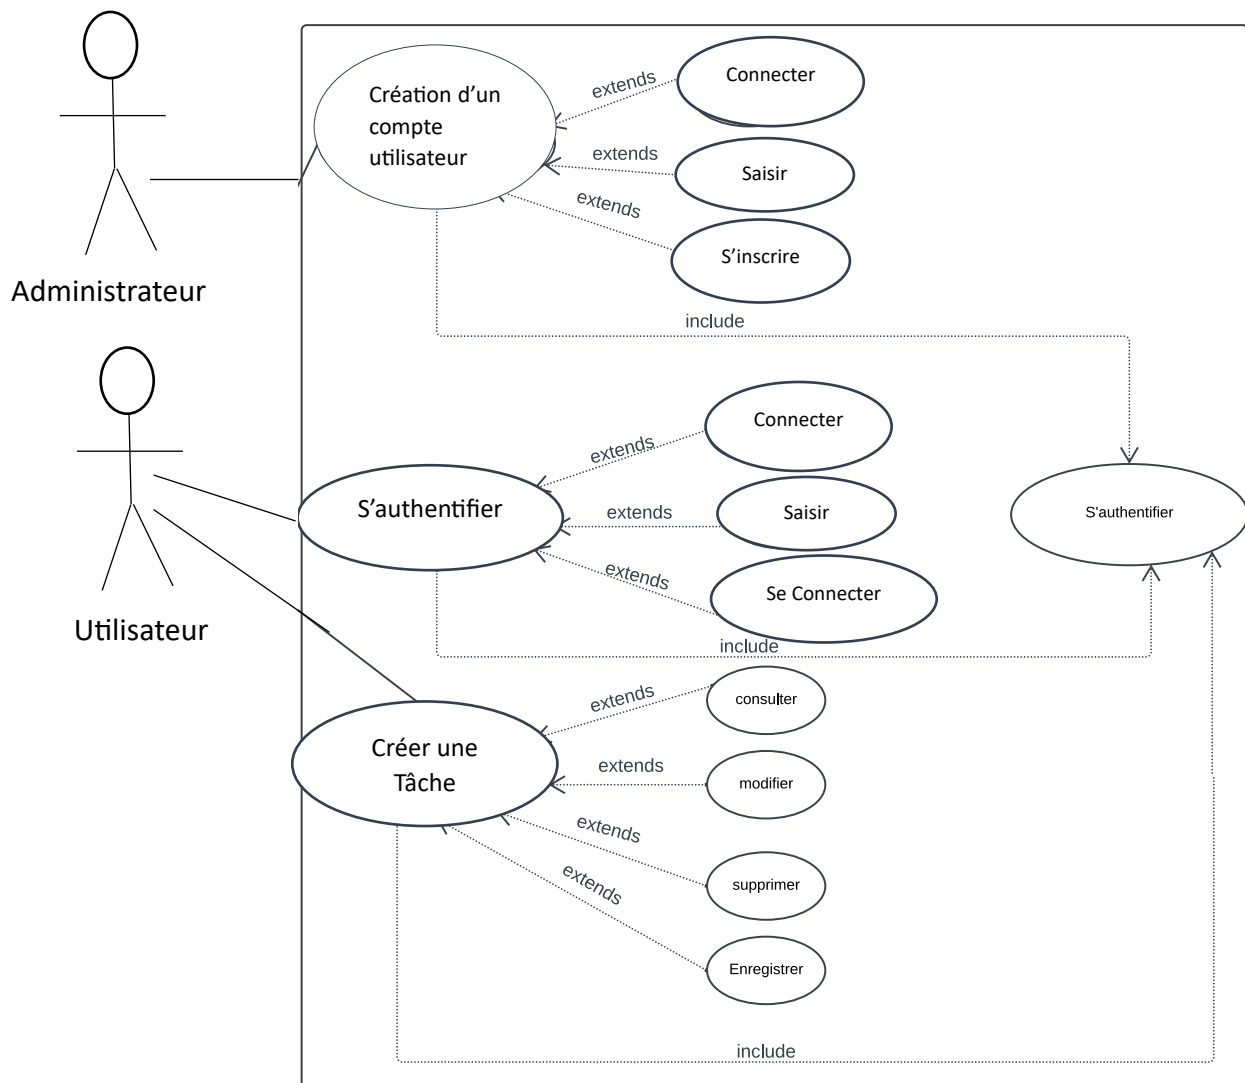 Création d’un
compte
utilisateur
extends
Connecter
extends
Saisir
extends
S’inscrire
Administrateur
include
extends
Connecter
S’authentifier
extends
Saisir
S'authentifier
extends
Se Connecter
Utilisateur
include
extends
consulter
Créer une
Tâche
extends
modifier
extends
supprimer
extends
Enregistrer
include